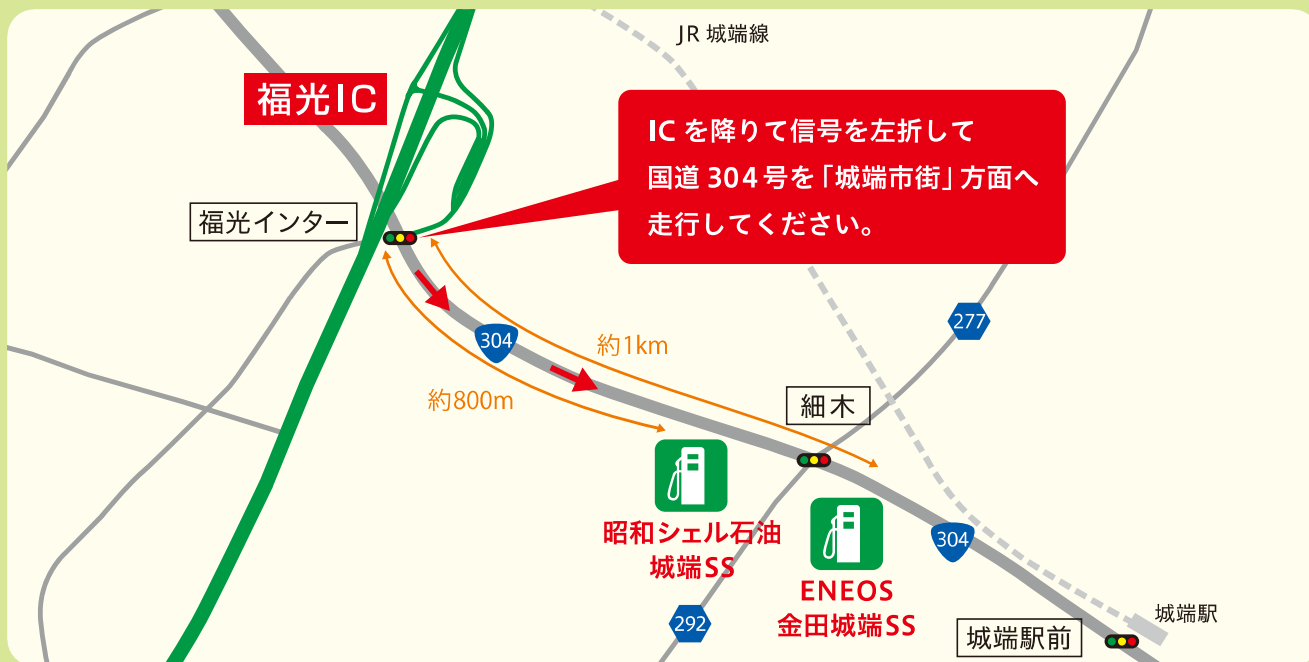 JR 城端線
福光IC
ICを降りて信号を左折して
国道304号を「城端市街」方面へ
走行してください。
福光インター
277
304
約1km
約800m
細木
昭和シェル石油
城端SS
304
ENEOS
金田城端SS
292
城端駅
城端駅前